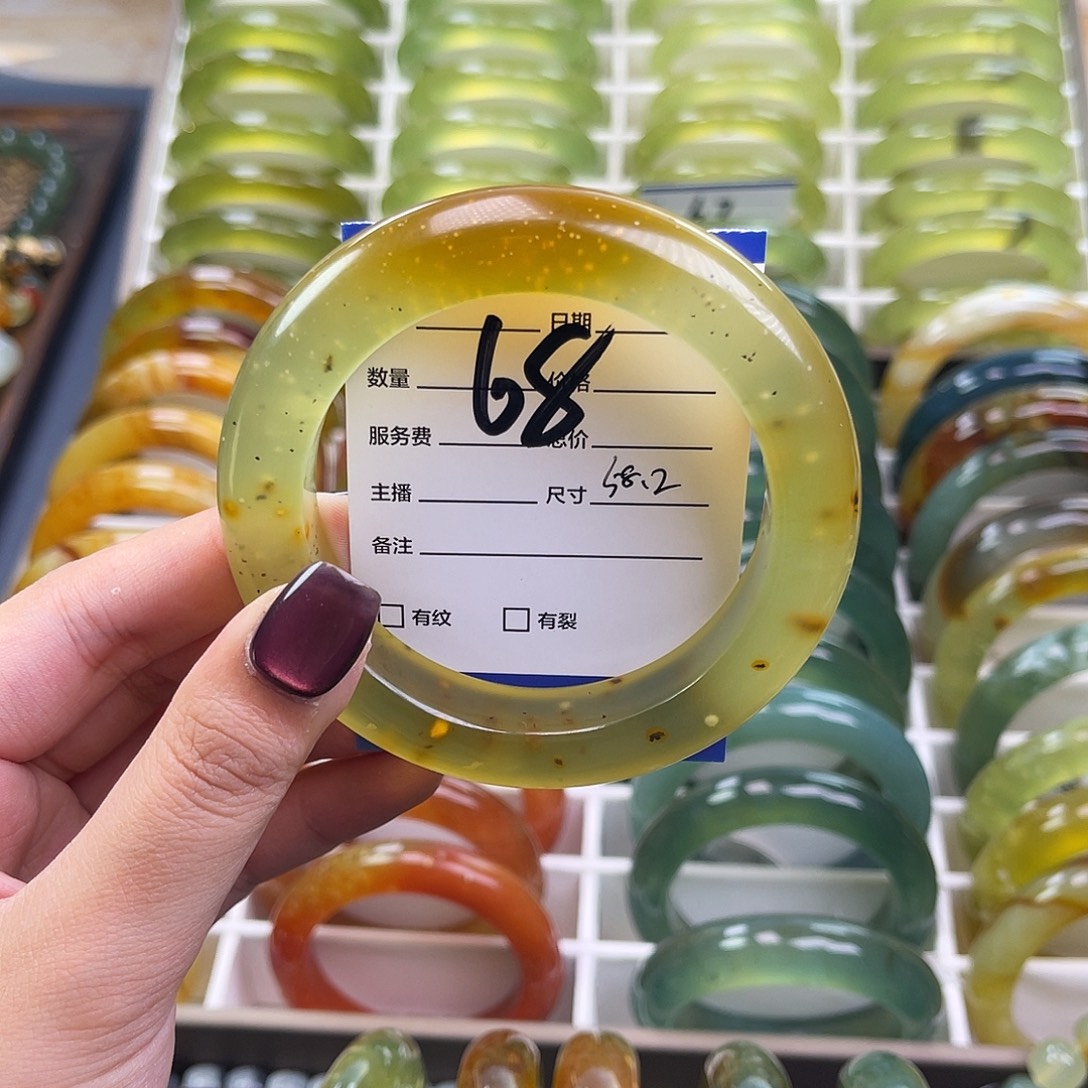 日期
68
数量 价格
服务费 总价
主播 尺寸 58.2
备注
有纹 有裂